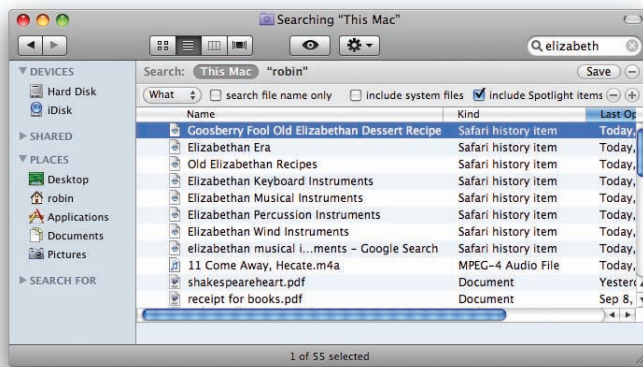 Searching "This Mac"
elizabeth
DEVICES
Hard Disk
iDisk
SHARED
PLACES
Desktop
robin
Applications
Documents
Pictures
SEARCH FOR
Search: This Mac "robin" Save
What search file name only include system files include Spotlight items
Name Kind Last Op
Goosberry Fool Old Elizabethan Dessert Recipe Safari history item Today,
Elizabethan Era Safari history item Today,
Old Elizabethan Recipes Safari history item Today,
Elizabethan Keyboard Instruments Safari history item Today,
Elizabethan Musical Instruments Safari history item Today,
Elizabethan Percussion Instruments Safari history item Today,
Elizabethan Wind Instruments Safari history item Today,
elizabethan musical i...ments – Google Search Safari history item Today,
11 Come Away, Hecate.m4a MPEG-4 Audio File Today,
shakespeareheart.pdf Document Yester
receipt for books.pdf Document Sep 8,
1 of 55 selected